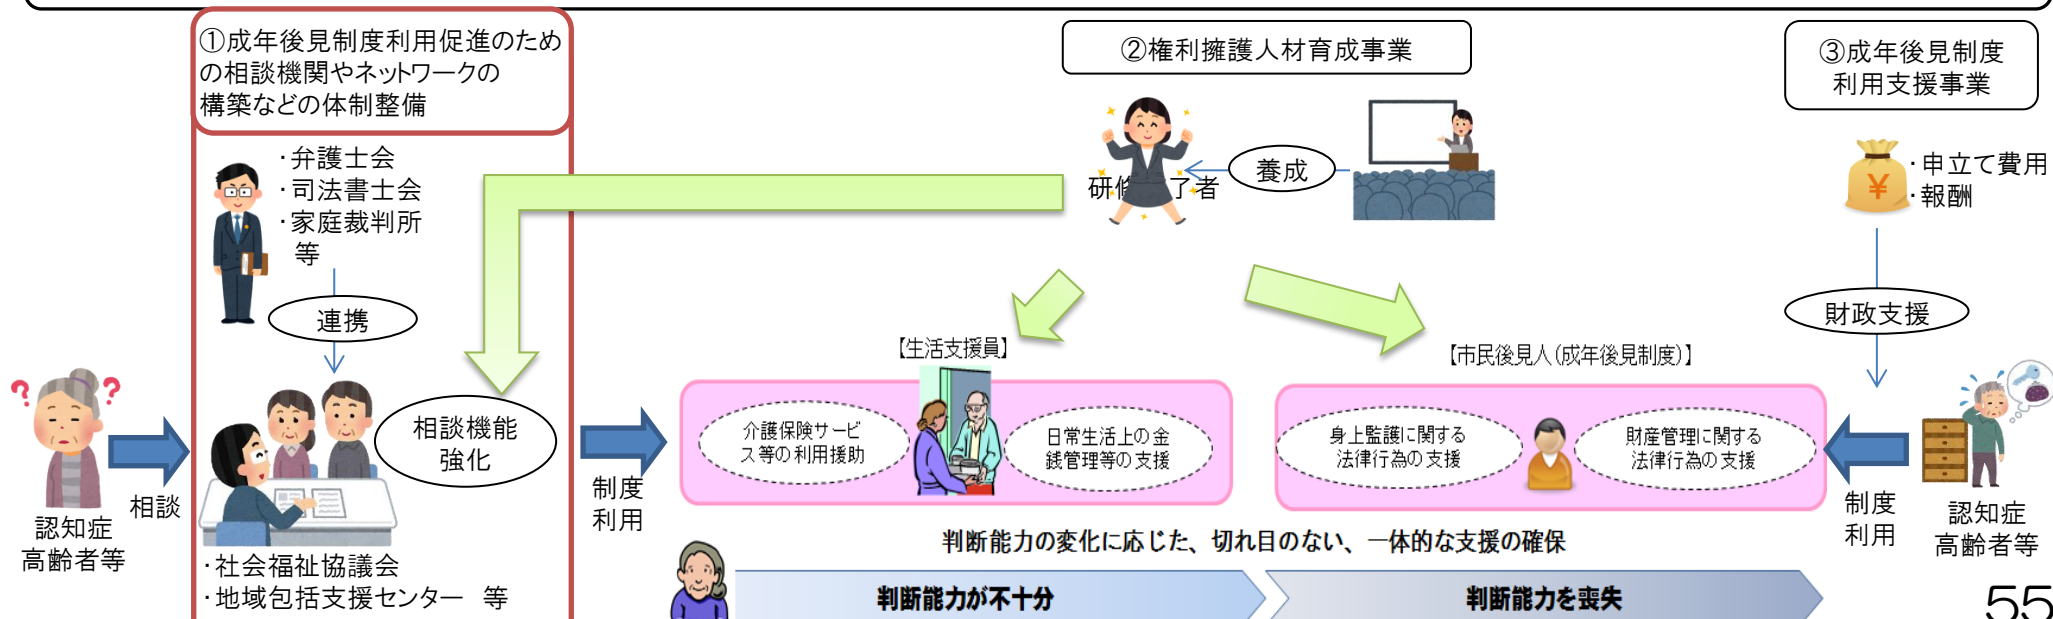 ①成年後見制度利用促進のため
の相談機関やネットワークの
構築などの体制整備
・弁護士会
・司法書士会
・家庭裁判所
等
連携
相談機能
強化
相談
認知症
高齢者等
・社会福祉協議会
・地域包括支援センター 等
②権利擁護人材育成事業
養成
研修 了者
制度
利用
【生活支援員】
介護保険サービ
ス等の利用援助
日常生活上の金
銭管理等の支援
【市民後見人(成年後見制度)】
身上監護に関する
法律行為の支援
財産管理に関する
法律行為の支援
③成年後見制度
利用支援事業
・申立て費用
・報酬
¥
財政支援
制度
利用
認知症
高齢者等
判断能力の変化に応じた、切れ目のない、一体的な支援の確保
判断能力が不十分
判断能力を喪失
55